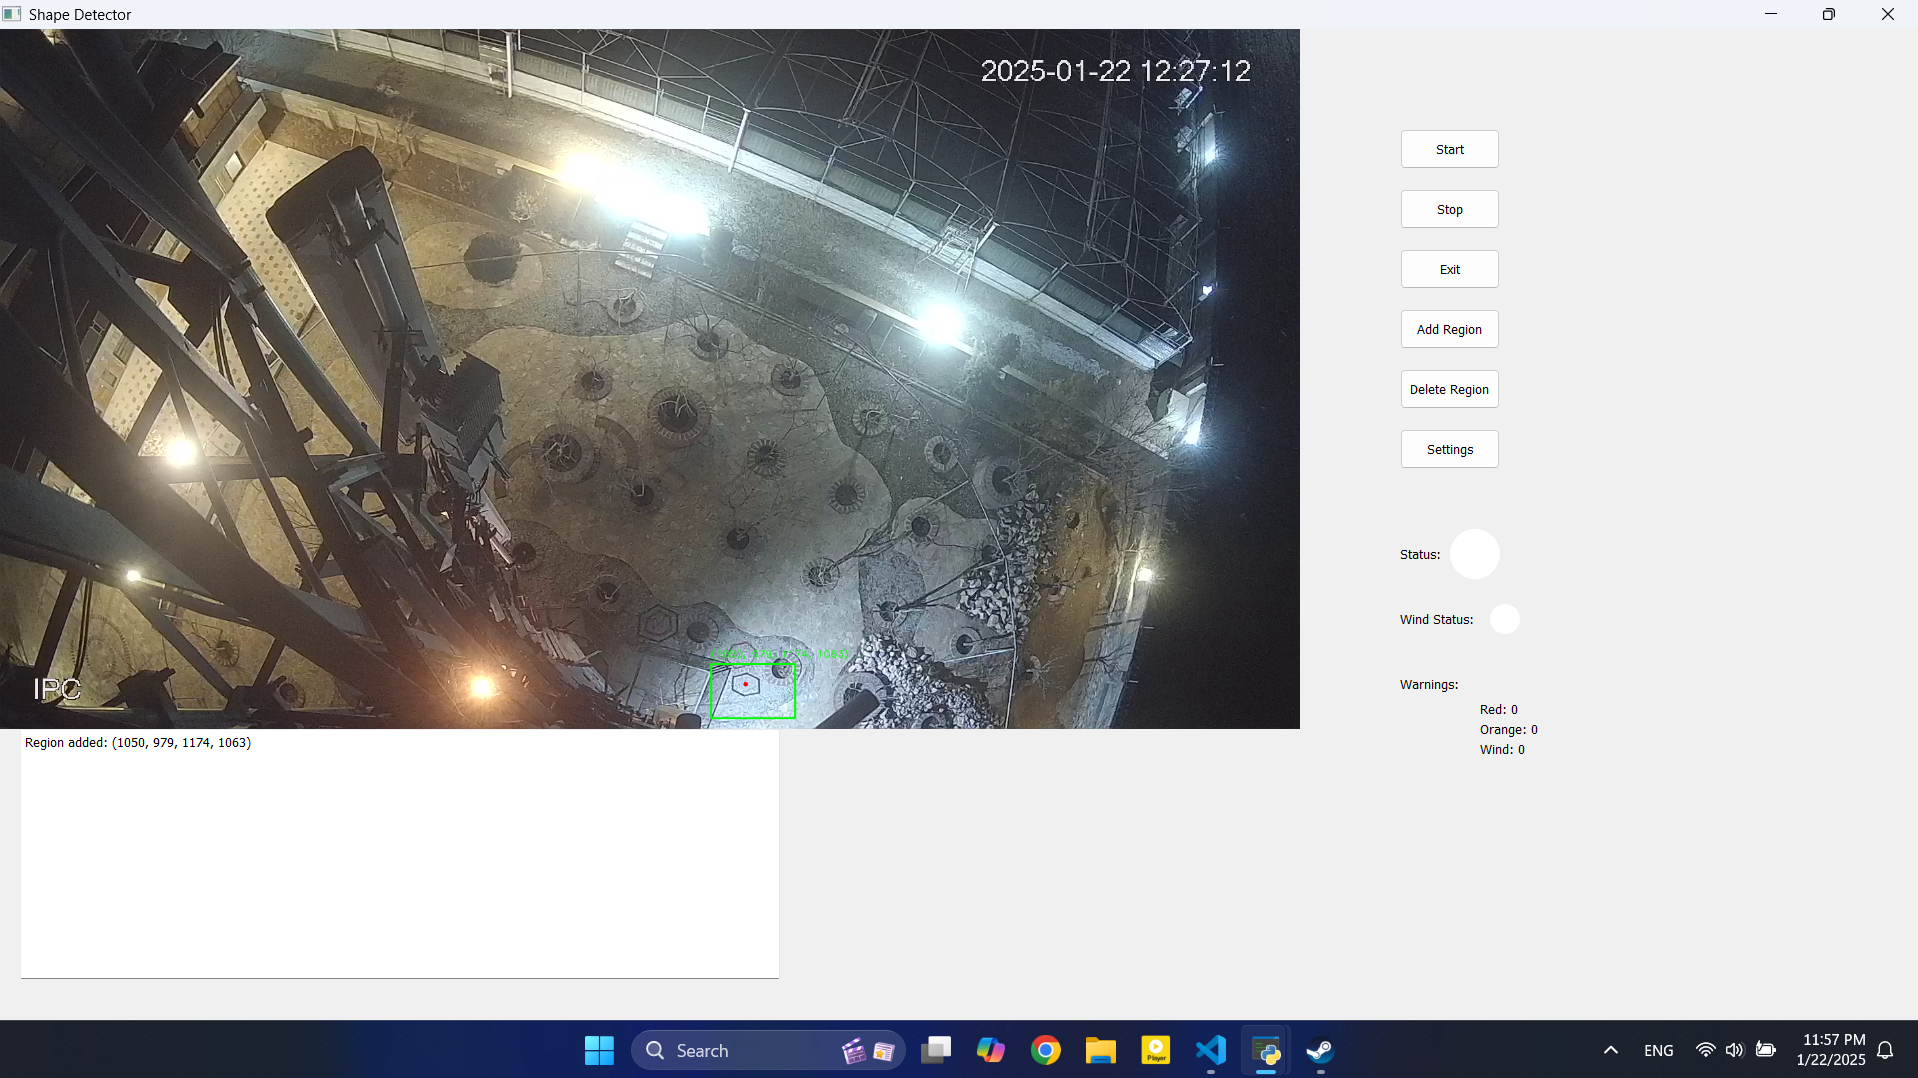 Shape Detector
2025-01-22 12:27:12
Start
Stop
Exit
Add Region
Delete Region
Settings
Status:
Wind Status:
Warnings:
Red: 0
Orange: 0
Wind: 0
IPC
Region added: (1050, 979, 1174, 1063)
Search
Player
ENG
11:57 PM
1/22/2025